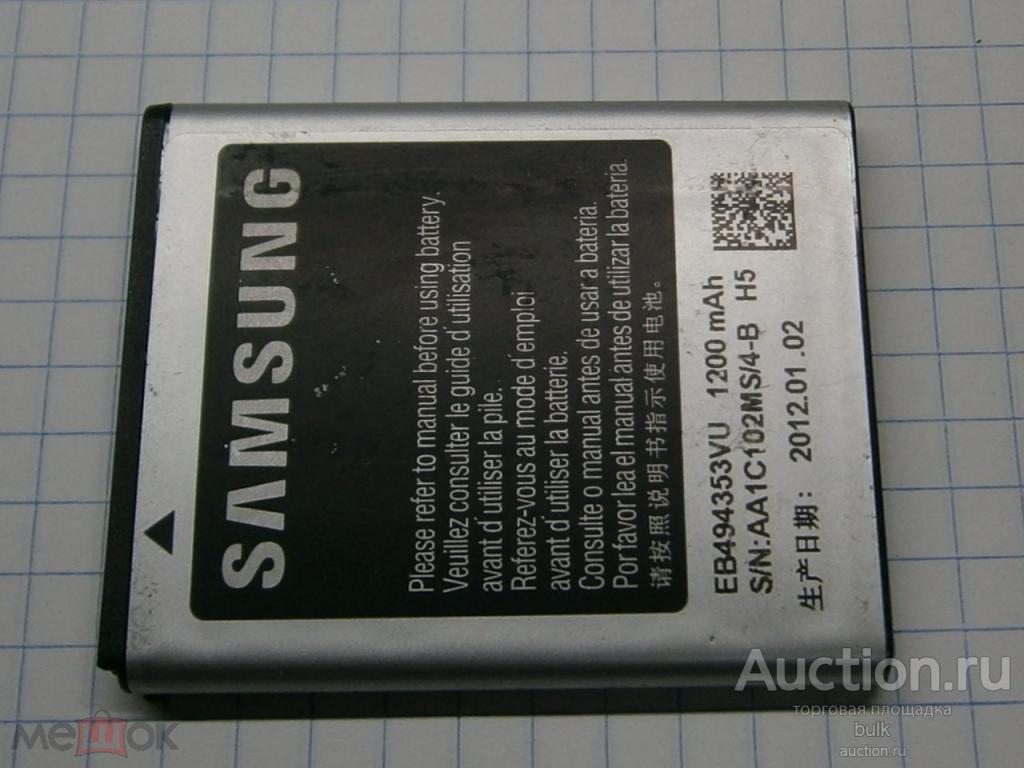 SAMSUNG
Please refer to manual before using battery.
Veuillez consulter le guide d'utilisation
avant d'utiliser la pile.
Referez-vous au mode d'emploi
avant d'utiliser la batterie.
Consulte o manual antes de usar a bateria.
Por favor lea el manual antes de utilizar la bateria.
请按照说明书指示使用电池。
EB494353VU 1200 mAh
S/N:AA1C102MS/4-B H5
生产日期: 2012.01.02
Auction.ru
торговая площадка
bulk
auction.ru
мешок